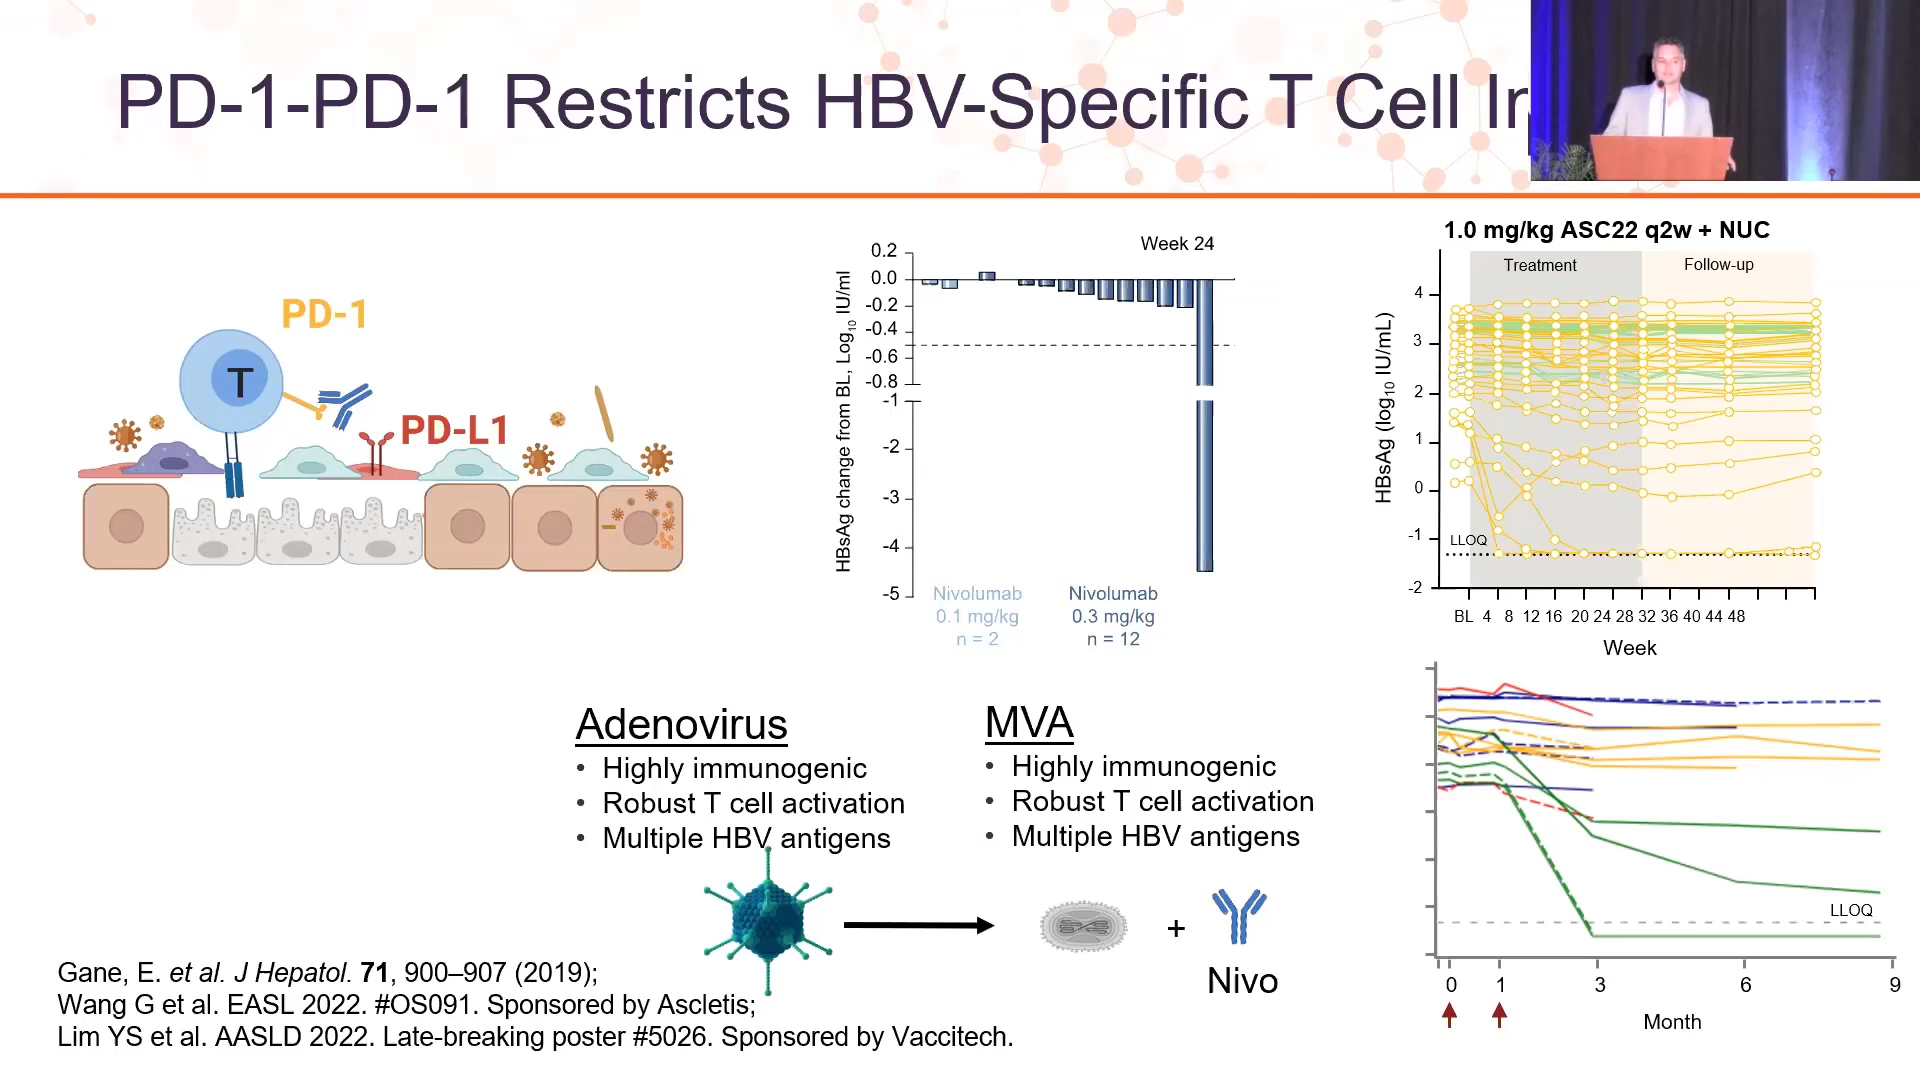 PD-1-PD-1 Restricts HBV-Specific T Cell
PD-1
T
PD-L1
Week 24
HBsAg change from BL, Log10 IU/ml
0.2
0.0
-0.2
-0.4
-0.6
-0.8
-1
-2
-3
-4
-5
Nivolumab
0.1 mg/kg
n = 2
Nivolumab
0.3 mg/kg
n = 12
1.0 mg/kg ASC22 q2w + NUC
Treatment
Follow-up
HBsAg (log10 IU/mL)
4
3
2
1
0
-1
-2
LLOQ
BL 4 8 12 16 20 24 28 32 36 40 44 48
Week
Adenovirus
• Highly immunogenic
• Robust T cell activation
• Multiple HBV antigens
MVA
• Highly immunogenic
• Robust T cell activation
• Multiple HBV antigens
+
Nivo
LLOQ
0 1 3 6 9
Month
Gane, E. et al. J Hepatol. 71, 900–907 (2019);
Wang G et al. EASL 2022. #OS091. Sponsored by Ascletis;
Lim YS et al. AASLD 2022. Late-breaking poster #5026. Sponsored by Vaccitech.